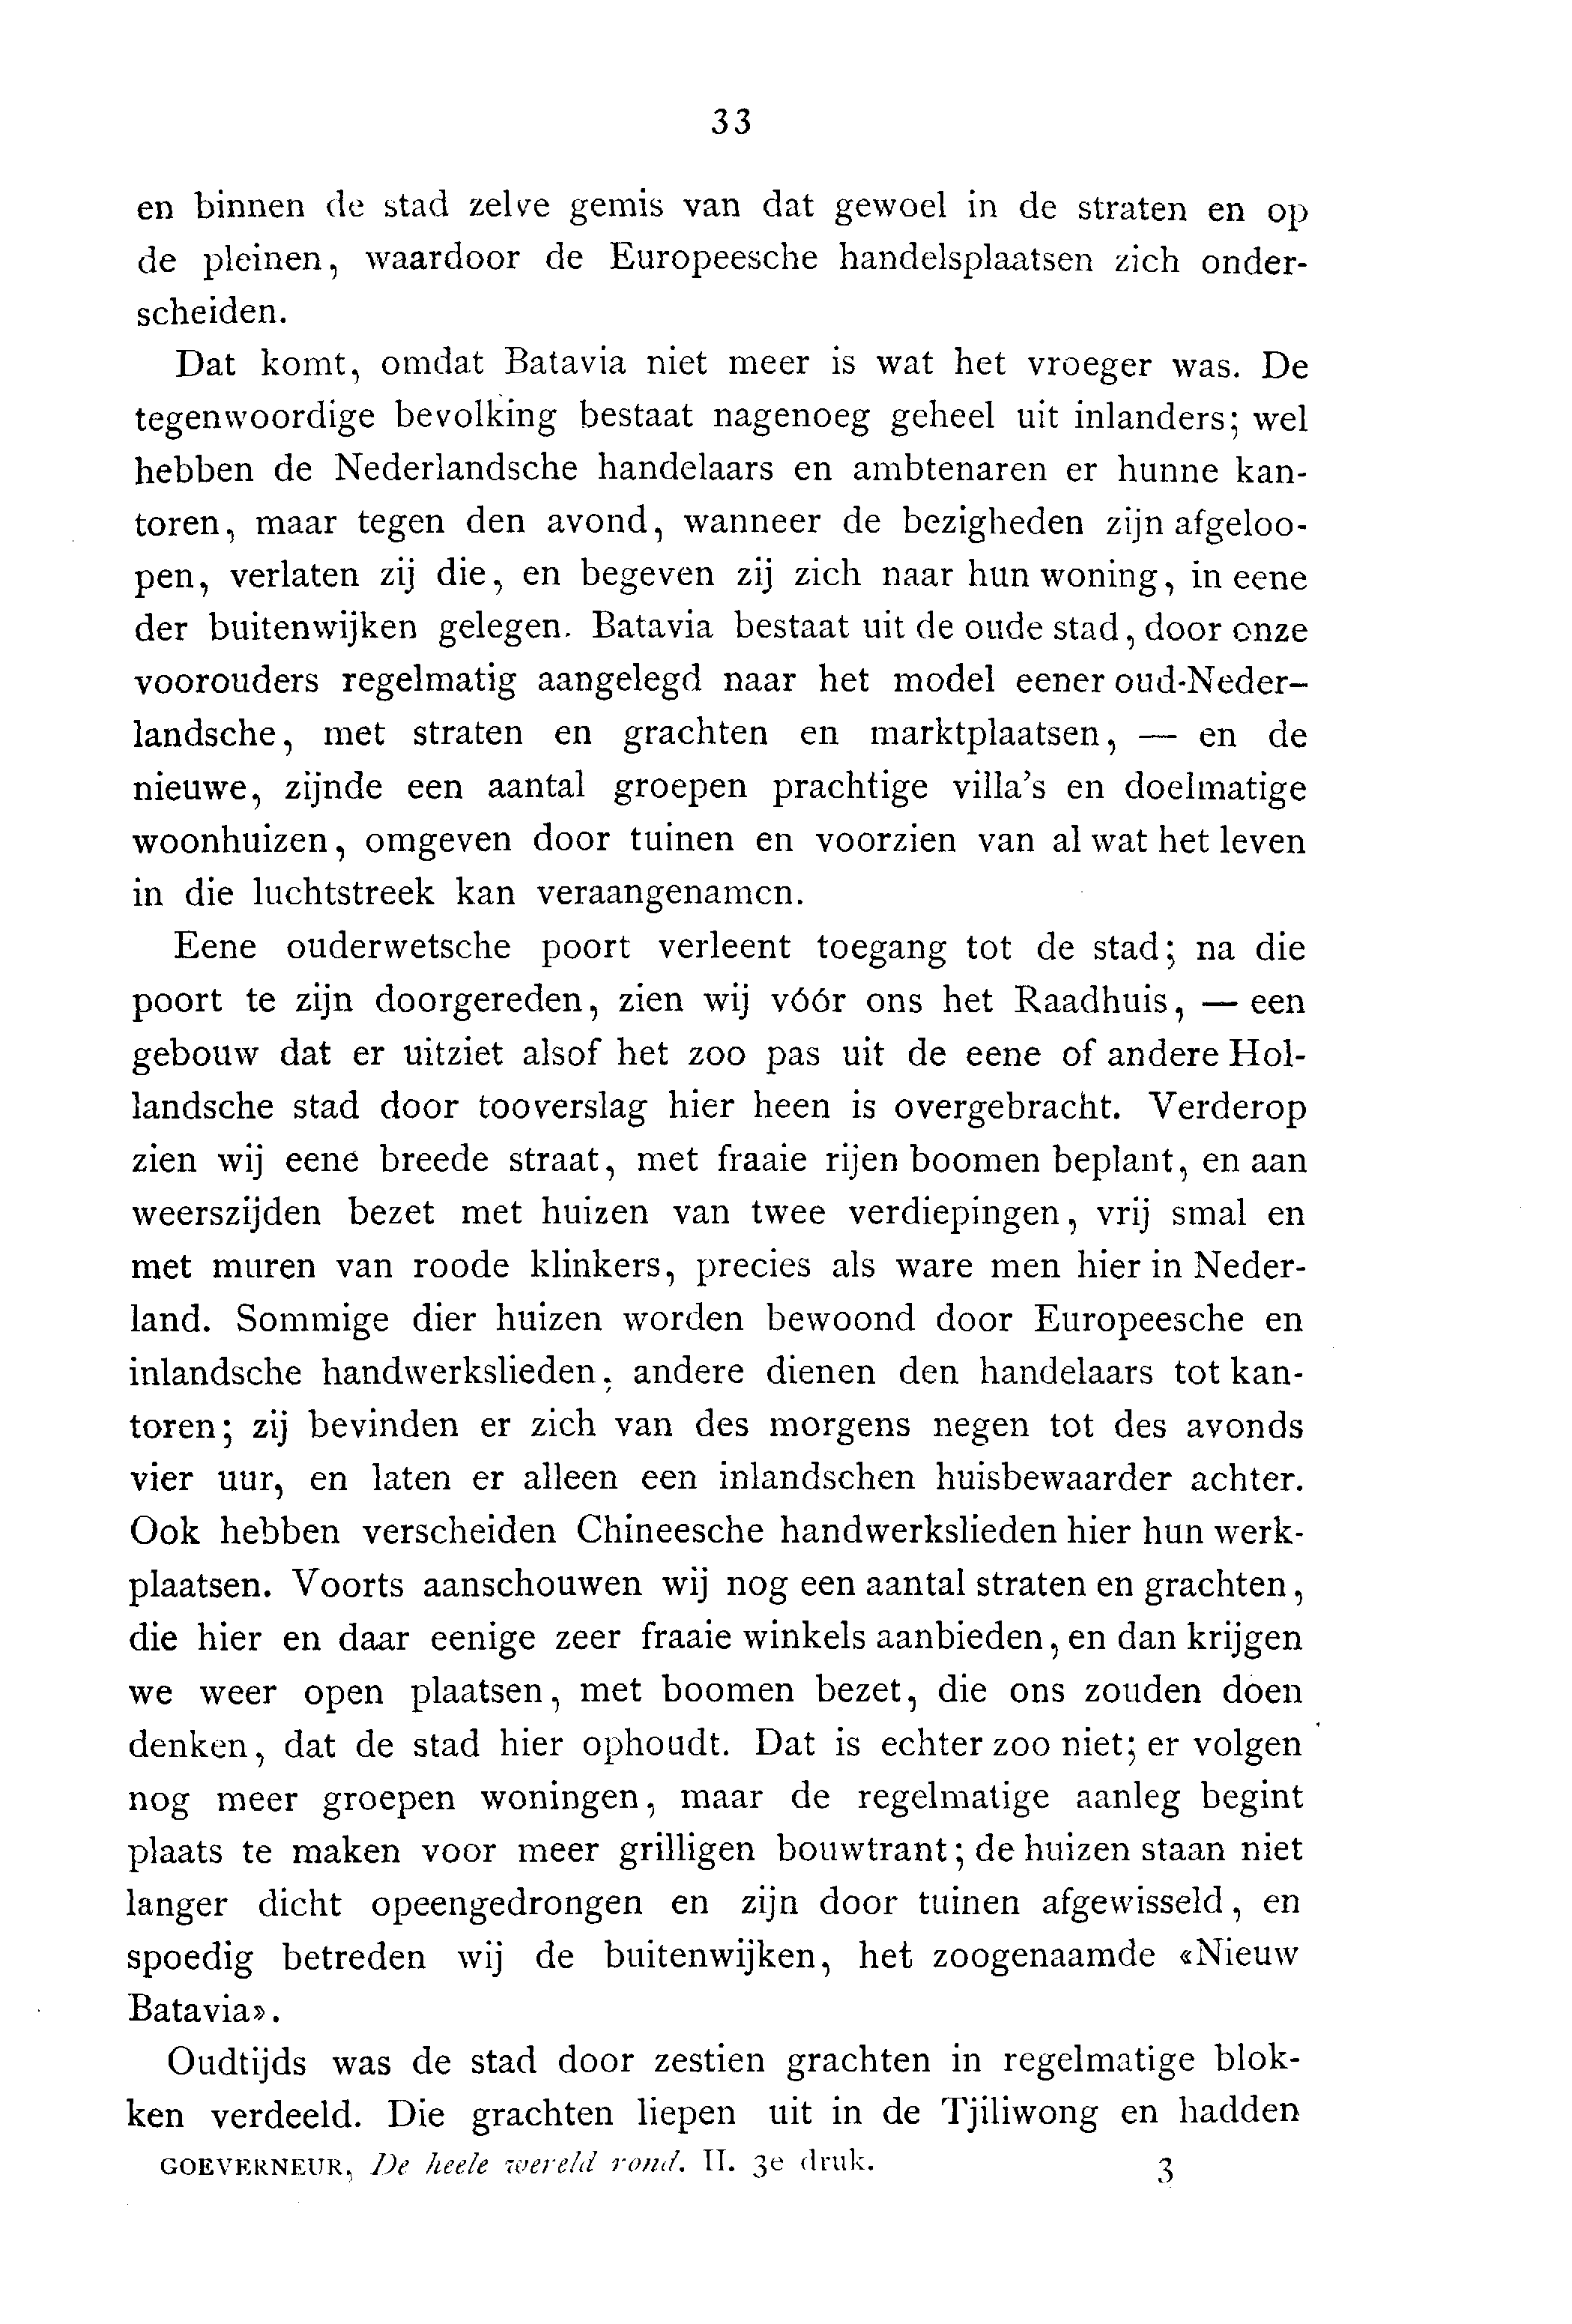 33
en binnen de stad zelve gemis van dat gewoel in de straten en op
de pleinen, waardoor de Europeesche handelsplaatsen zich onder-
scheiden.
Dat komt, omdat Batavia niet meer is wat het vroeger was. De
tegenwoordige bevolking bestaat nagenoeg geheel uit inlanders; wel
hebben de Nederlandsche handelaars en ambtenaren er hunne kan-
toren, maar tegen den avond, wanneer de bezigheden zijn afgeloo-
pen, verlaten zij die, en begeven zij zich naar hun woning, in eene
der buitenwijken gelegen. Batavia bestaat uit de oude stad, door onze
voorouders regelmatig aangelegd naar het model eener oud-Neder-
landsche, met straten en grachten en marktplaatsen, — en de
nieuwe, zijnde een aantal groepen prachtige villa's en doelmatige
woonhuizen, omgeven door tuinen en voorzien van al wat het leven
in die luchtstreek kan veraangenamen.
Eene ouderwetsche poort verleent toegang tot de stad; na die
poort te zijn doorgereden, zien wij vóór ons het Raadhuis, — een
gebouw dat er uitziet alsof het zoo pas uit de eene of andere Hol-
landsche stad door tooverslag hier heen is overgebracht. Verderop
zien wij eene breede straat, met fraaie rijen boomen beplant, en aan
weerszijden bezet met huizen van twee verdiepingen, vrij smal en
met muren van roode klinkers, precies als ware men hier in Neder-
land. Sommige dier huizen worden bewoond door Europeesche en
inlandsche handwerkslieden, andere dienen den handelaars tot kan-
toren; zij bevinden er zich van des morgens negen tot des avonds
vier uur, en laten er alleen een inlandschen huisbewaarder achter.
Ook hebben verscheiden Chineesche handwerkslieden hier hun werk-
plaatsen. Voorts aanschouwen wij nog een aantal straten en grachten,
die hier en daar eenige zeer fraaie winkels aanbieden, en dan krijgen
we weer open plaatsen, met boomen bezet, die ons zouden doen
denken, dat de stad hier ophoudt. Dat is echter zoo niet; er volgen
nog meer groepen woningen, maar de regelmatige aanleg begint
plaats te maken voor meer grilligen bouwtrant; de huizen staan niet
langer dicht opeengedrongen en zijn door tuinen afgewisseld, en
spoedig betreden wij de buitenwijken, het zoogenaamde «Nieuw
Batavia».
Oudtijds was de stad door zestien grachten in regelmatige blok-
ken verdeeld. Die grachten liepen uit in de Tjiliwong en hadden
GOEVERNEUR, De heele wereld rond. II. 3e druk. 3